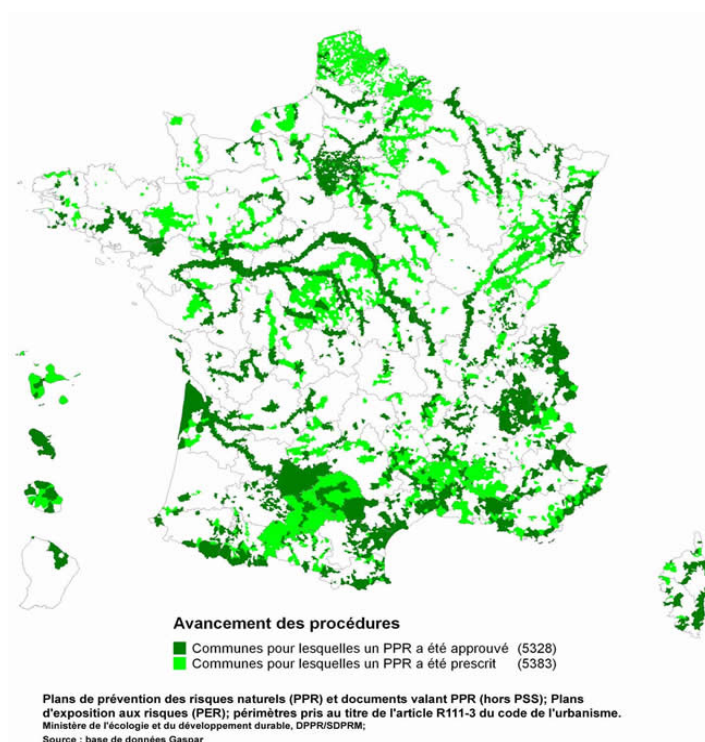 Avancement des procédures
Communes pour lesquelles un PPR a été approuvé (5328)
Communes pour lesquelles un PPR a été prescrit (5383)
Plans de prévention des risques naturels (PPR) et documents valant PPR (hors PSS); Plans
d'exposition aux risques (PER); périmètres pris au titre de l'article R111-3 du code de l'urbanisme.
Ministère de l'écologie et du développement durable, DPPR/SDPRM;
Source : base de données Gaspar